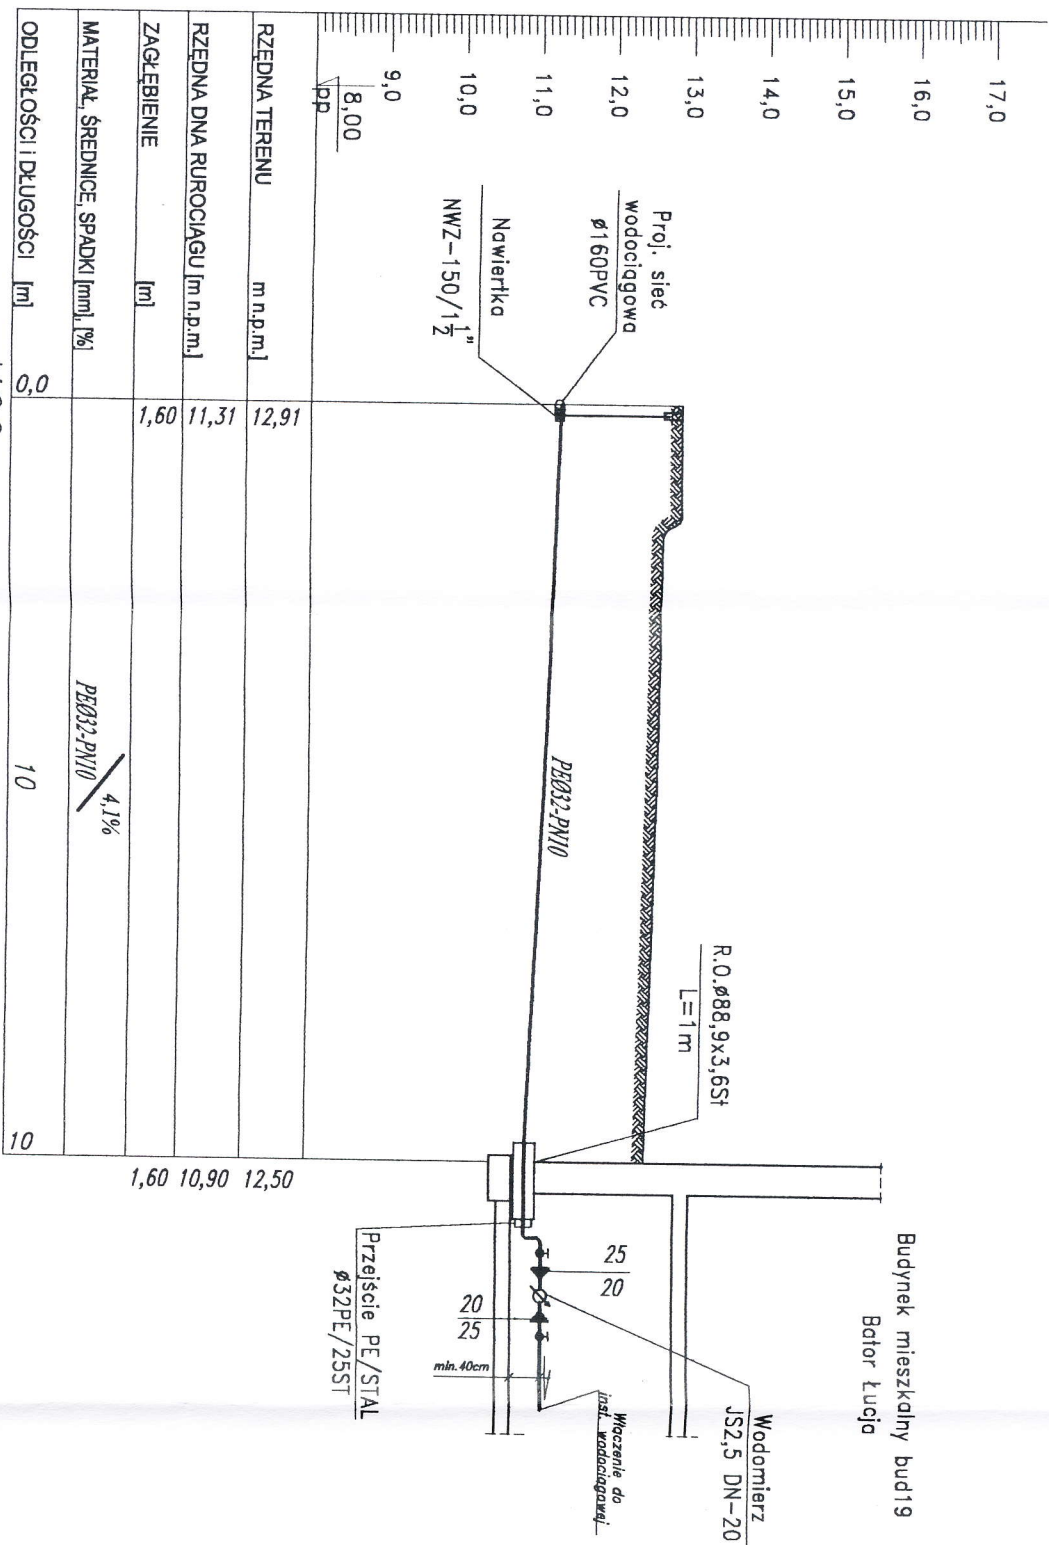 Budynek mieszkalny bud19
Bator Łucja
17,0
16,0
15,0
14,0
13,0
12,0
11,0
10,0
9,0
8,00
pp
Proj. sieć
wodociągowa
ø160PVC
Nawiertka
NWZ-150/1 1/2"
PEØ32-PN10
R.O.ø88,9x3,6St
L=1m
Wodomierz
JS2,5 DN-20
25
20
20
25
min. 40cm
Włączenie do
inst. wodociągowej
Przejście PE/STAL
ø32PE/25ST
RZĘDNA TERENU m n.p.m.] 12,91 12,50
RZĘDNA DNA RUROCIĄGU [m n.p.m.] 11,31 10,90
ZAGŁĘBIENIE [m] 1,60 1,60
MATERIAŁ, ŚREDNICE, SPADKI [mm], [%] PEØ32-PN10 4,1%
ODLEGŁOŚCI i DŁUGOŚCI [m] 0,0 10 10